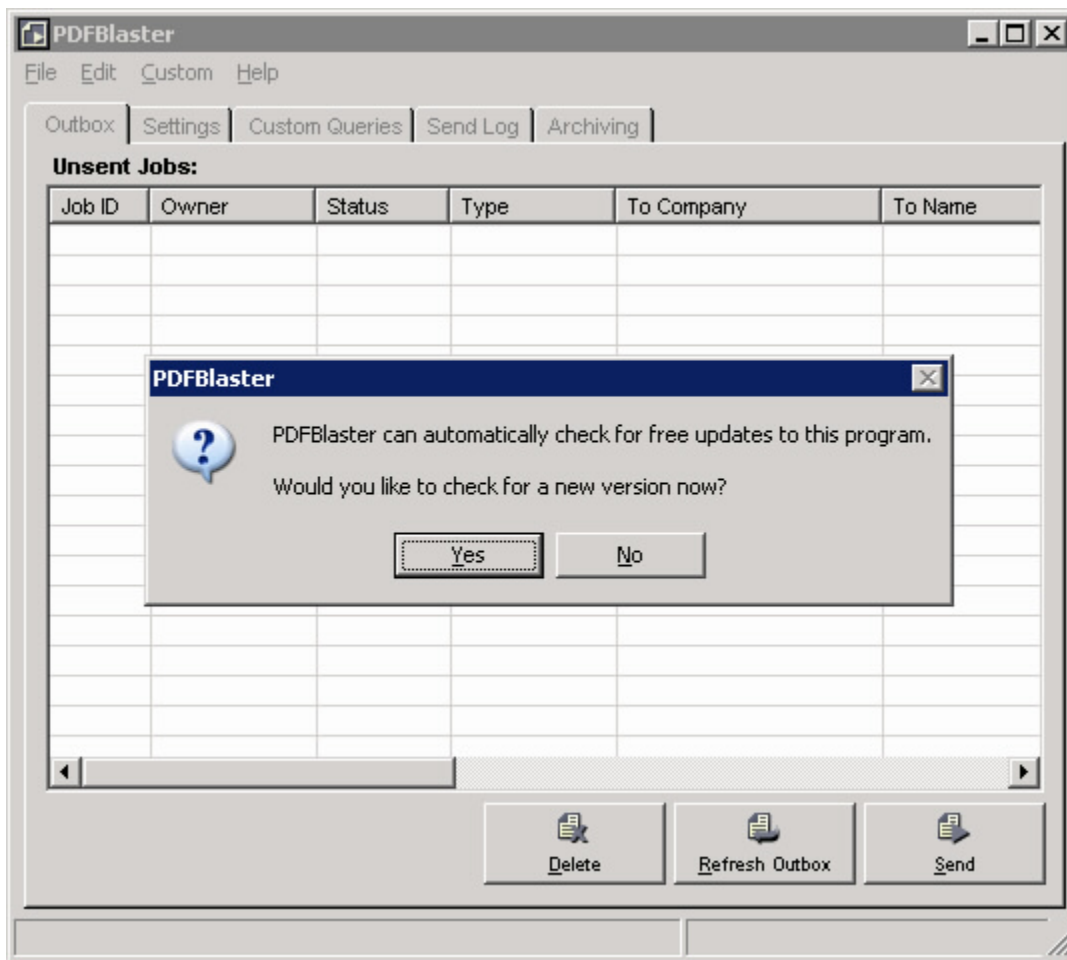 PDFBlaster
File Edit Custom Help
Outbox Settings Custom Queries Send Log Archiving
Unsent Jobs:
Job ID Owner Status Type To Company To Name
PDFBlaster
PDFBlaster can automatically check for free updates to this program.
Would you like to check for a new version now?
Yes No
Delete Refresh Outbox Send